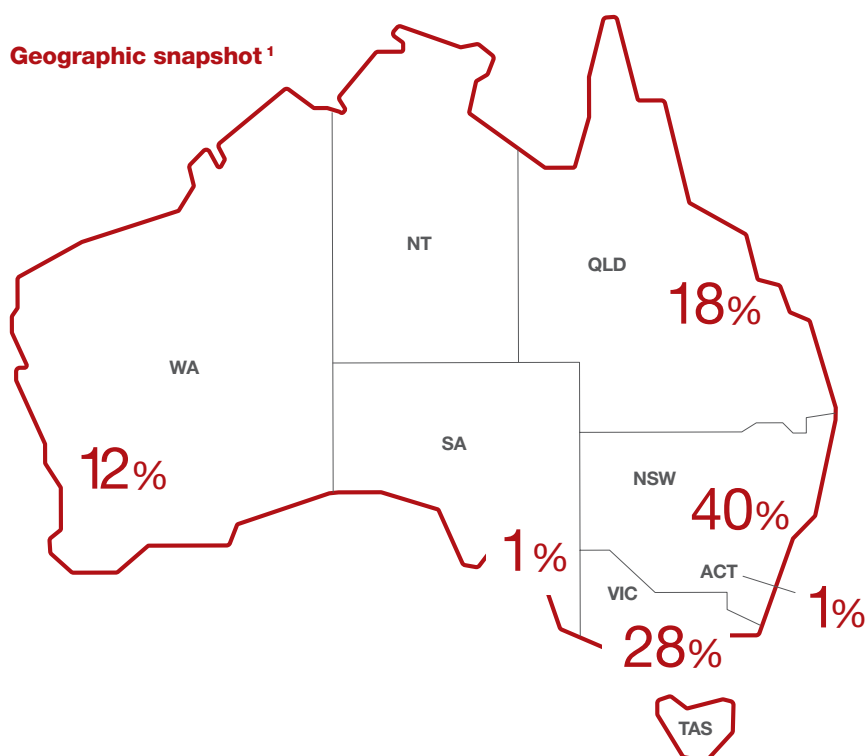 Geographic snapshot ¹
NT
QLD
18%
WA
SA
12%
NSW
40%
1%
ACT
VIC
1%
28%
TAS